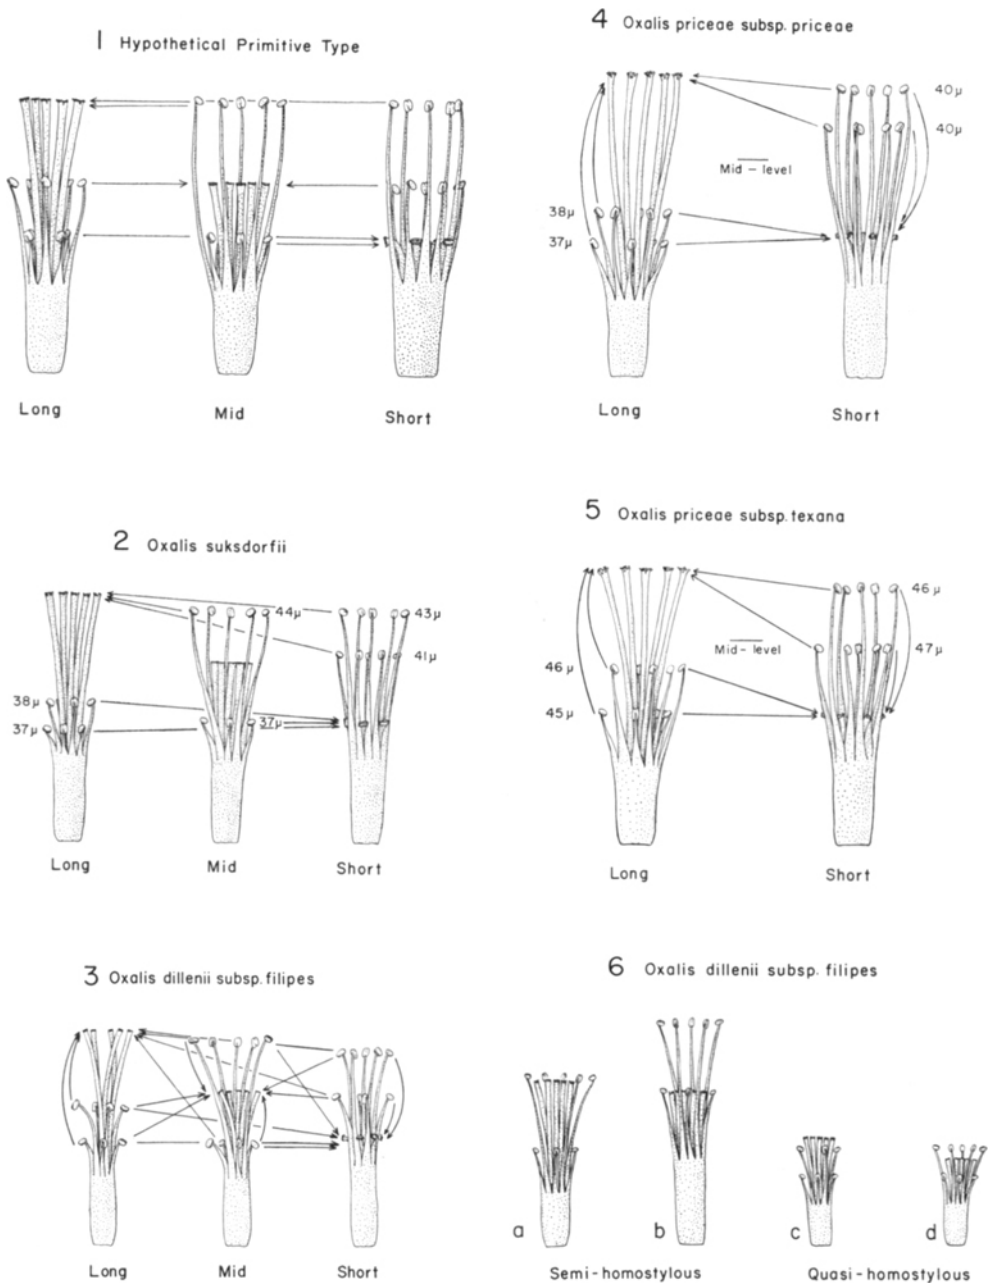 1 Hypothetical Primitive Type
Long Mid Short
2 Oxalis suksdorfii
44μ 43μ
41μ
38μ
37μ 37μ
Long Mid Short
3 Oxalis dillenii subsp. filipes
Long Mid Short
4 Oxalis priceae subsp. priceae
40μ
40μ
Mid-level
38μ
37μ
Long Short
5 Oxalis priceae subsp. texana
46μ
Mid-level 47μ
46μ
45μ
Long Short
6 Oxalis dillenii subsp. filipes
a b c d
Semi-homostylous Quasi-homostylous